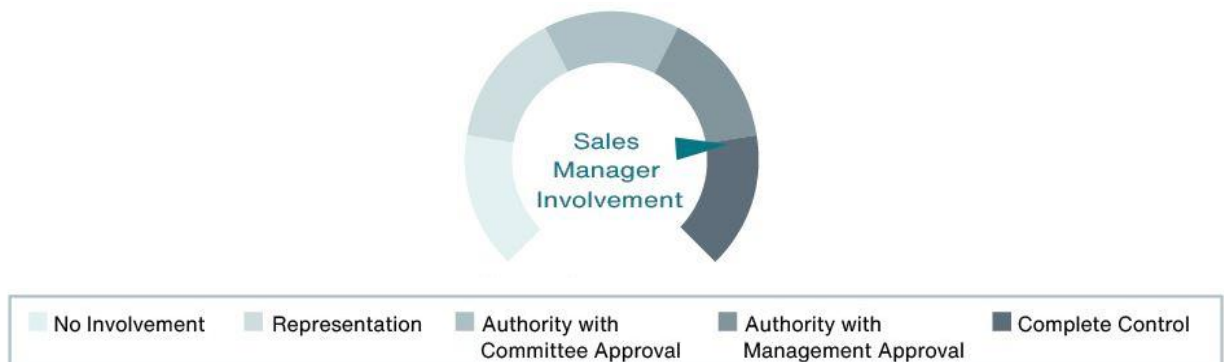 Sales
Manager
Involvement
No Involvement
Representation
Authority with
Committee Approval
Authority with
Management Approval
Complete Control